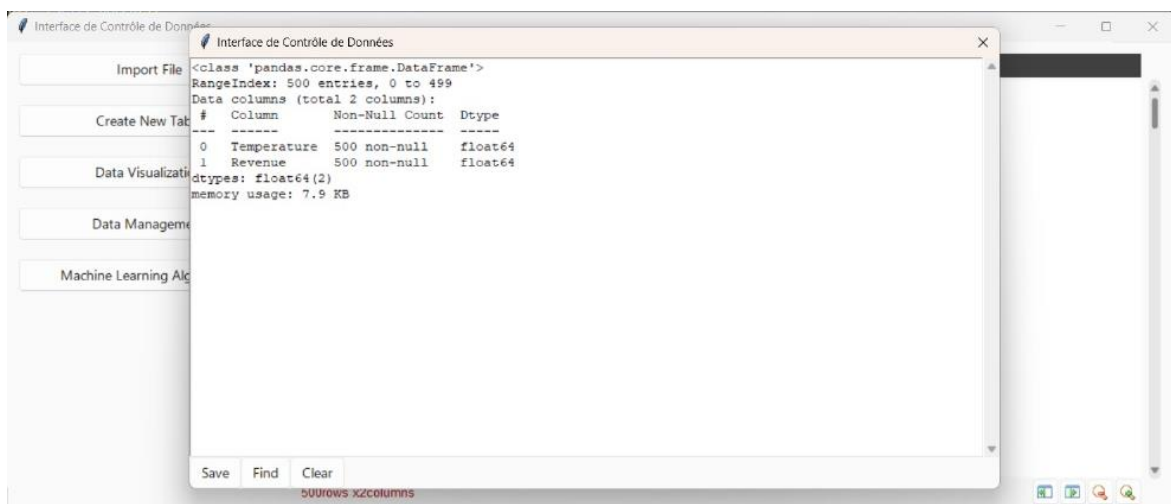 Interface de Contrôle de Données
Interface de Contrôle de Données
Import File
Create New Tab
Data Visualizati
Data Manageme
Machine Learning Alg
<class 'pandas.core.frame.DataFrame'>
RangeIndex: 500 entries, 0 to 499
Data columns (total 2 columns):
#   Column       Non-Null Count  Dtype
---  ------       --------------  -----
0   Temperature  500 non-null    float64
1   Revenue      500 non-null    float64
dtypes: float64(2)
memory usage: 7.9 KB
Save Find Clear
500rows x2columns